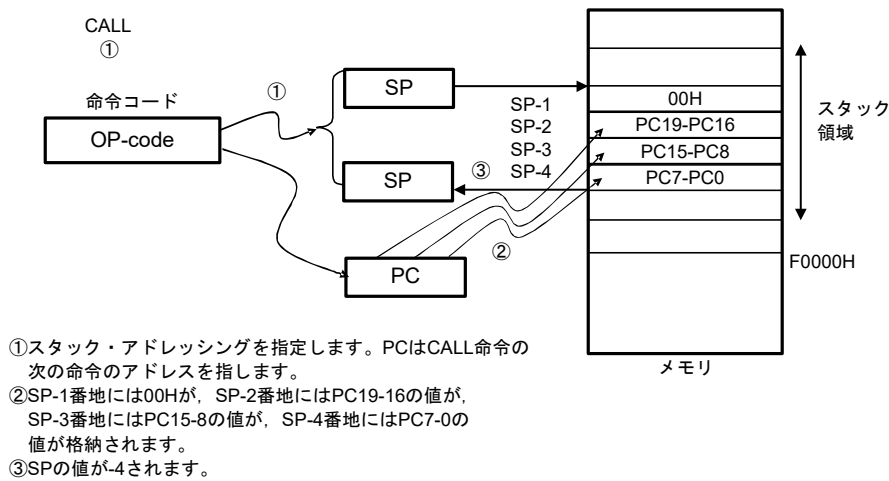 CALL
①
命令コード
OP-code
①
SP
SP
③
②
PC
SP-1
SP-2
SP-3
SP-4
00H
PC19-PC16
PC15-PC8
PC7-PC0
スタック
領域
F0000H
メモリ
①スタック・アドレッシングを指定します。PCはCALL命令の
次の命令のアドレスを指します。
②SP-1番地には00Hが，SP-2番地にはPC19-16の値が，
SP-3番地にはPC15-8の値が，SP-4番地にはPC7-0の
値が格納されます。
③SPの値が-4されます。